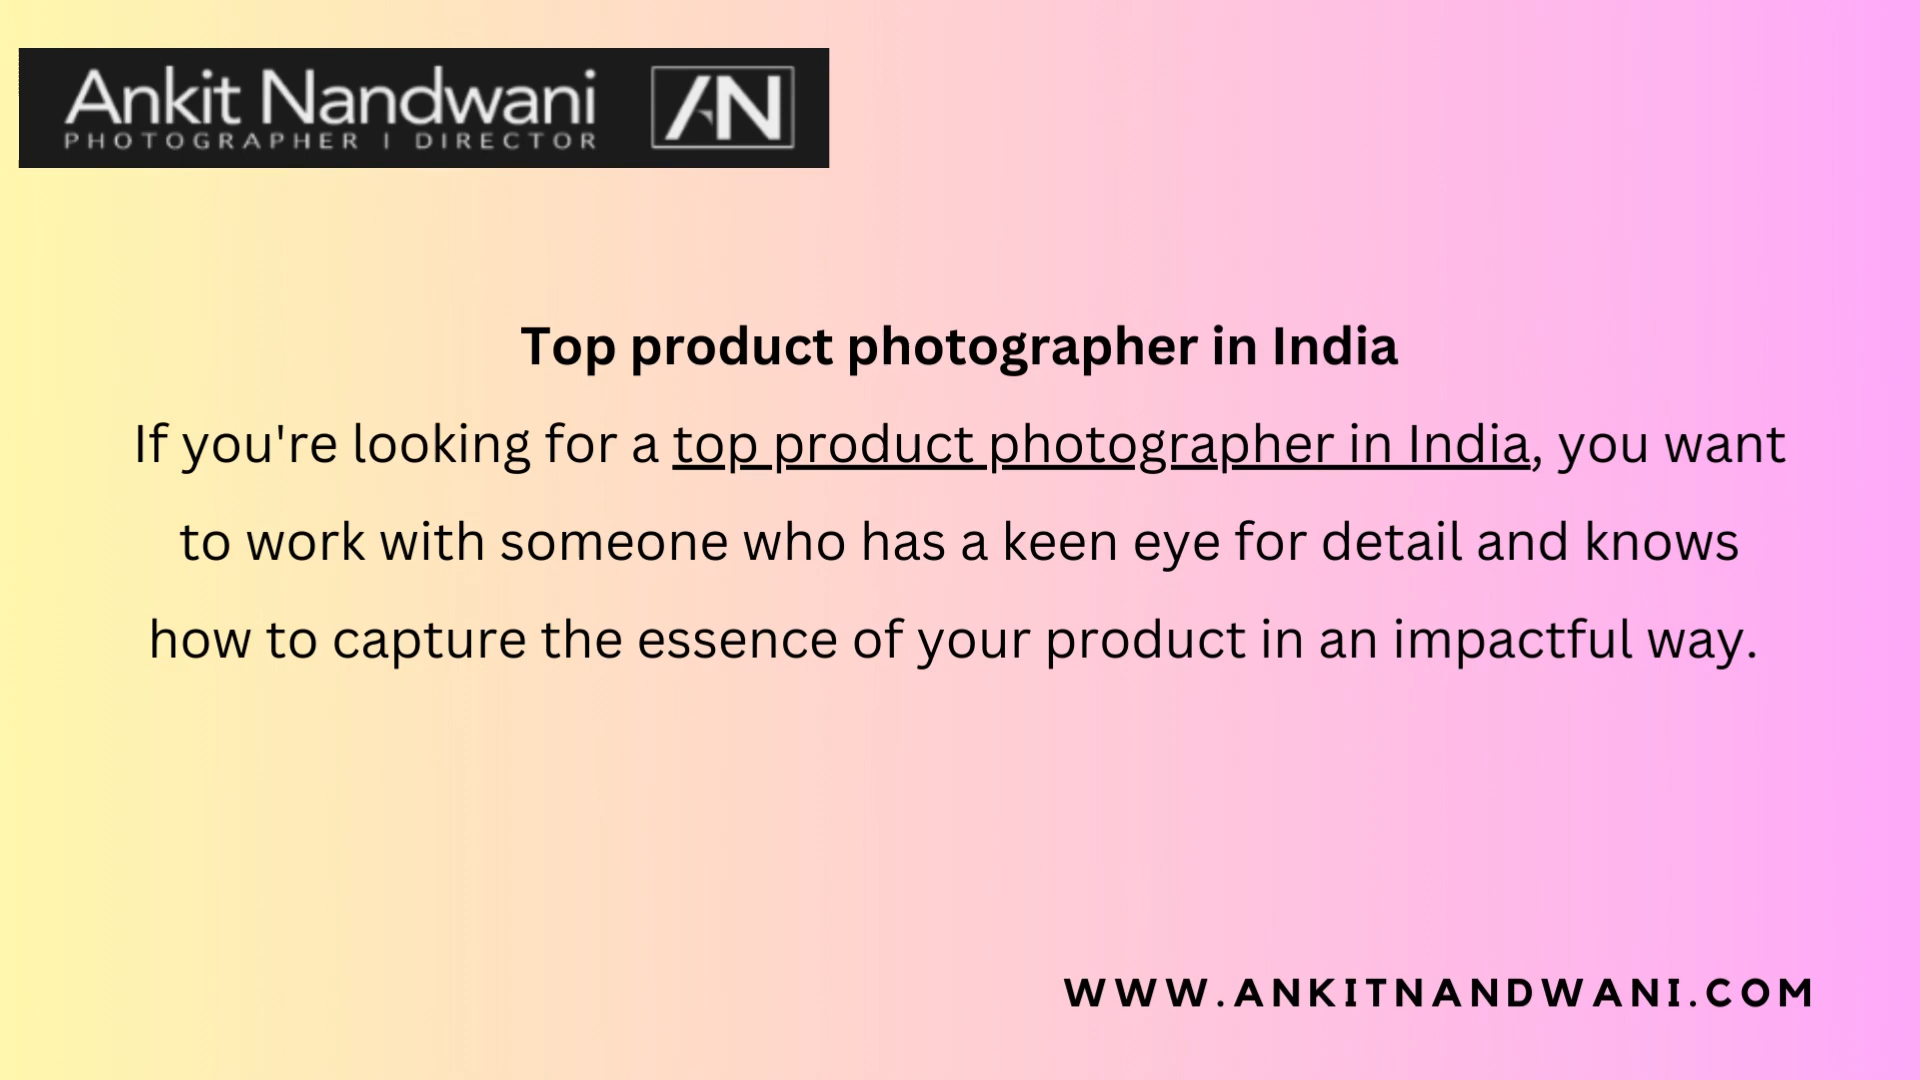 Ankit Nandwani
PHOTOGRAPHER | DIRECTOR
AN
Top product photographer in India
If you're looking for a top product photographer in India, you want
to work with someone who has a keen eye for detail and knows
how to capture the essence of your product in an impactful way.
WWW.ANKITNANDWANI.COM